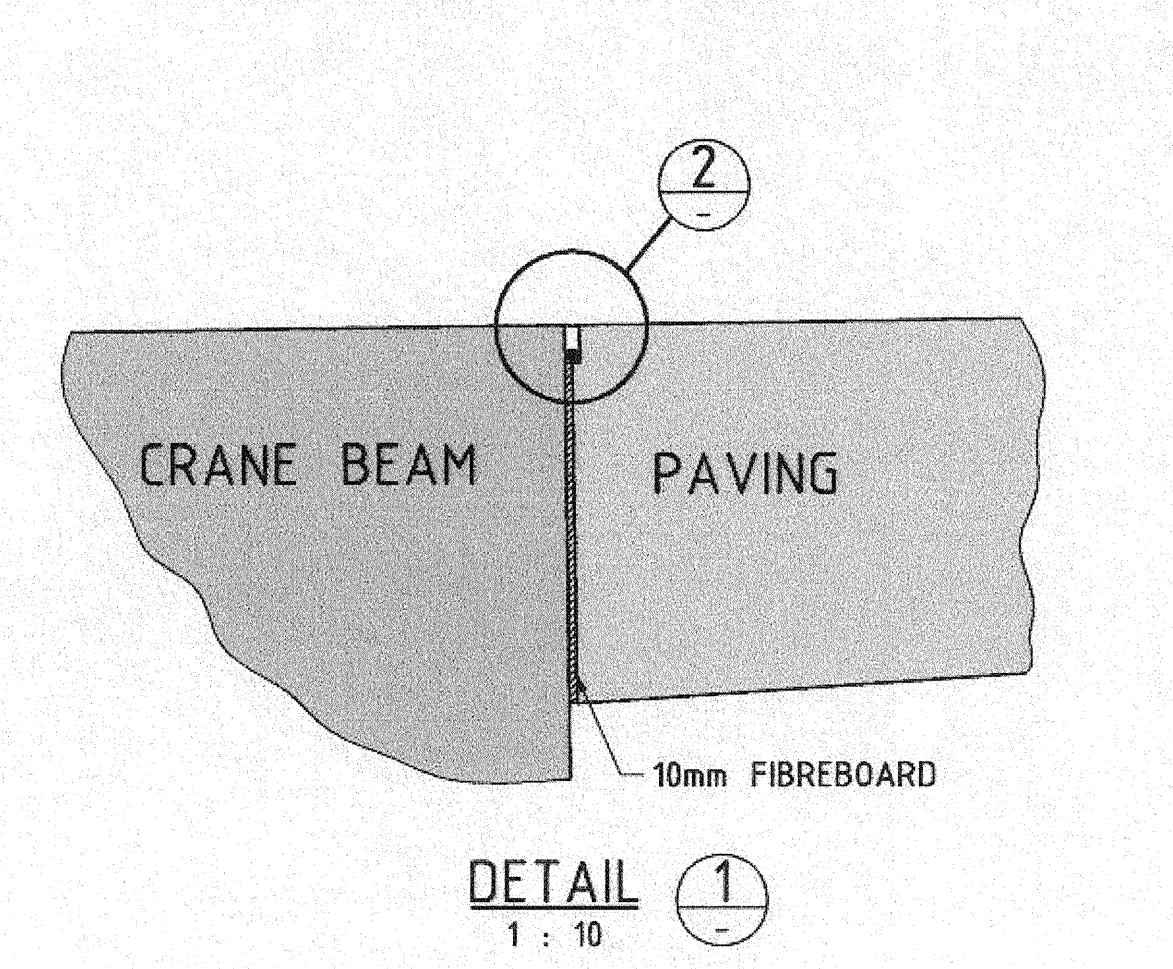 2
-
CRANE BEAM
PAVING
10mm FIBREBOARD
DETAIL
1 : 10
1
-